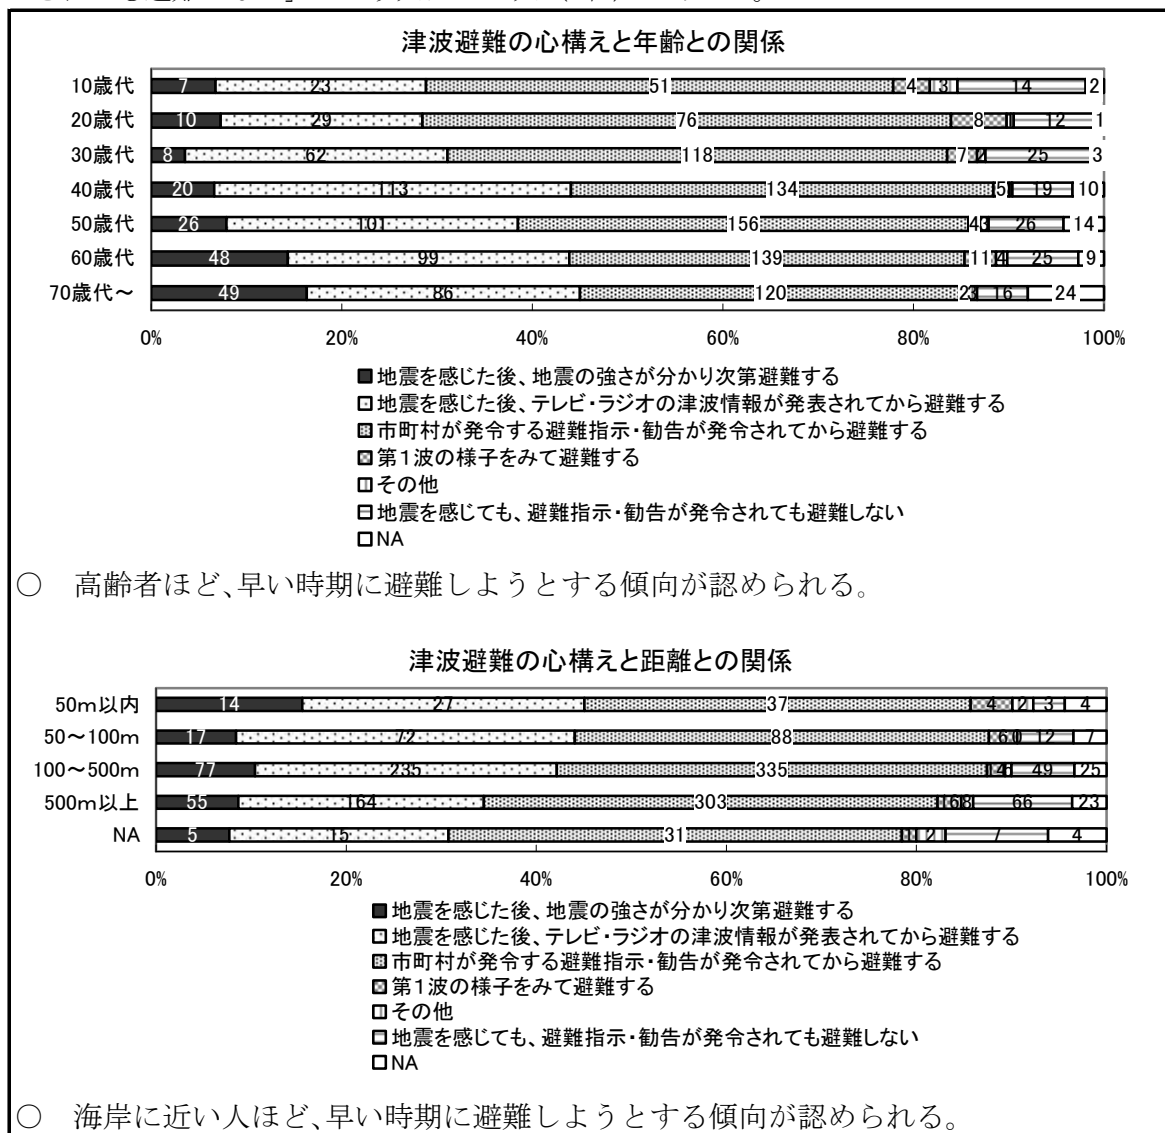 津波避難の心構えと年齢との関係
10歳代 7 23 51 4 3 14 2
20歳代 10 29 76 8 12 1
30歳代 8 62 118 7 25 3
40歳代 20 113 134 5 19 10
50歳代 26 101 156 4 3 26 14
60歳代 48 99 139 11 4 25 9
70歳代～ 49 86 120 2 3 16 24
0% 20% 40% 60% 80% 100%
地震を感じた後、地震の強さが分かり次第避難する
地震を感じた後、テレビ・ラジオの津波情報が発表されてから避難する
市町村が発令する避難指示・勧告が発令されてから避難する
第1波の様子をみて避難する
その他
地震を感じても、避難指示・勧告が発令されても避難しない
NA
○ 高齢者ほど、早い時期に避難しようとする傾向が認められる。
津波避難の心構えと距離との関係
50m以内 14 27 37 4 2 3 4
50～100m 17 72 88 6 0 12 7
100～500m 77 235 335 14 49 25
500m以上 55 164 303 16 8 66 23
NA 5 15 31 1 2 7 4
0% 20% 40% 60% 80% 100%
地震を感じた後、地震の強さが分かり次第避難する
地震を感じた後、テレビ・ラジオの津波情報が発表されてから避難する
市町村が発令する避難指示・勧告が発令されてから避難する
第1波の様子をみて避難する
その他
地震を感じても、避難指示・勧告が発令されても避難しない
NA
○ 海岸に近い人ほど、早い時期に避難しようとする傾向が認められる。